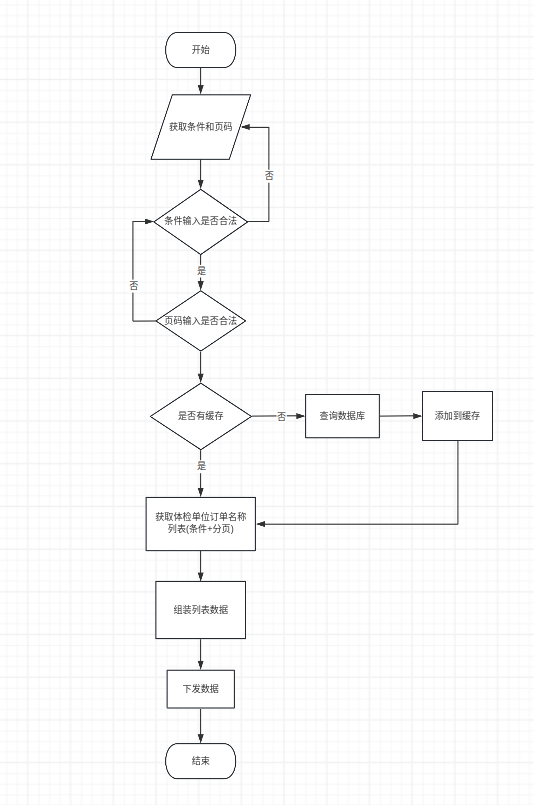 开始
获取条件和页码
否
条件输入是否合法
是
否
页码输入是否合法
是否有缓存
否
查询数据库
添加到缓存
是
获取体检单位订单名称
列表(条件+分页)
组装列表数据
下发数据
结束